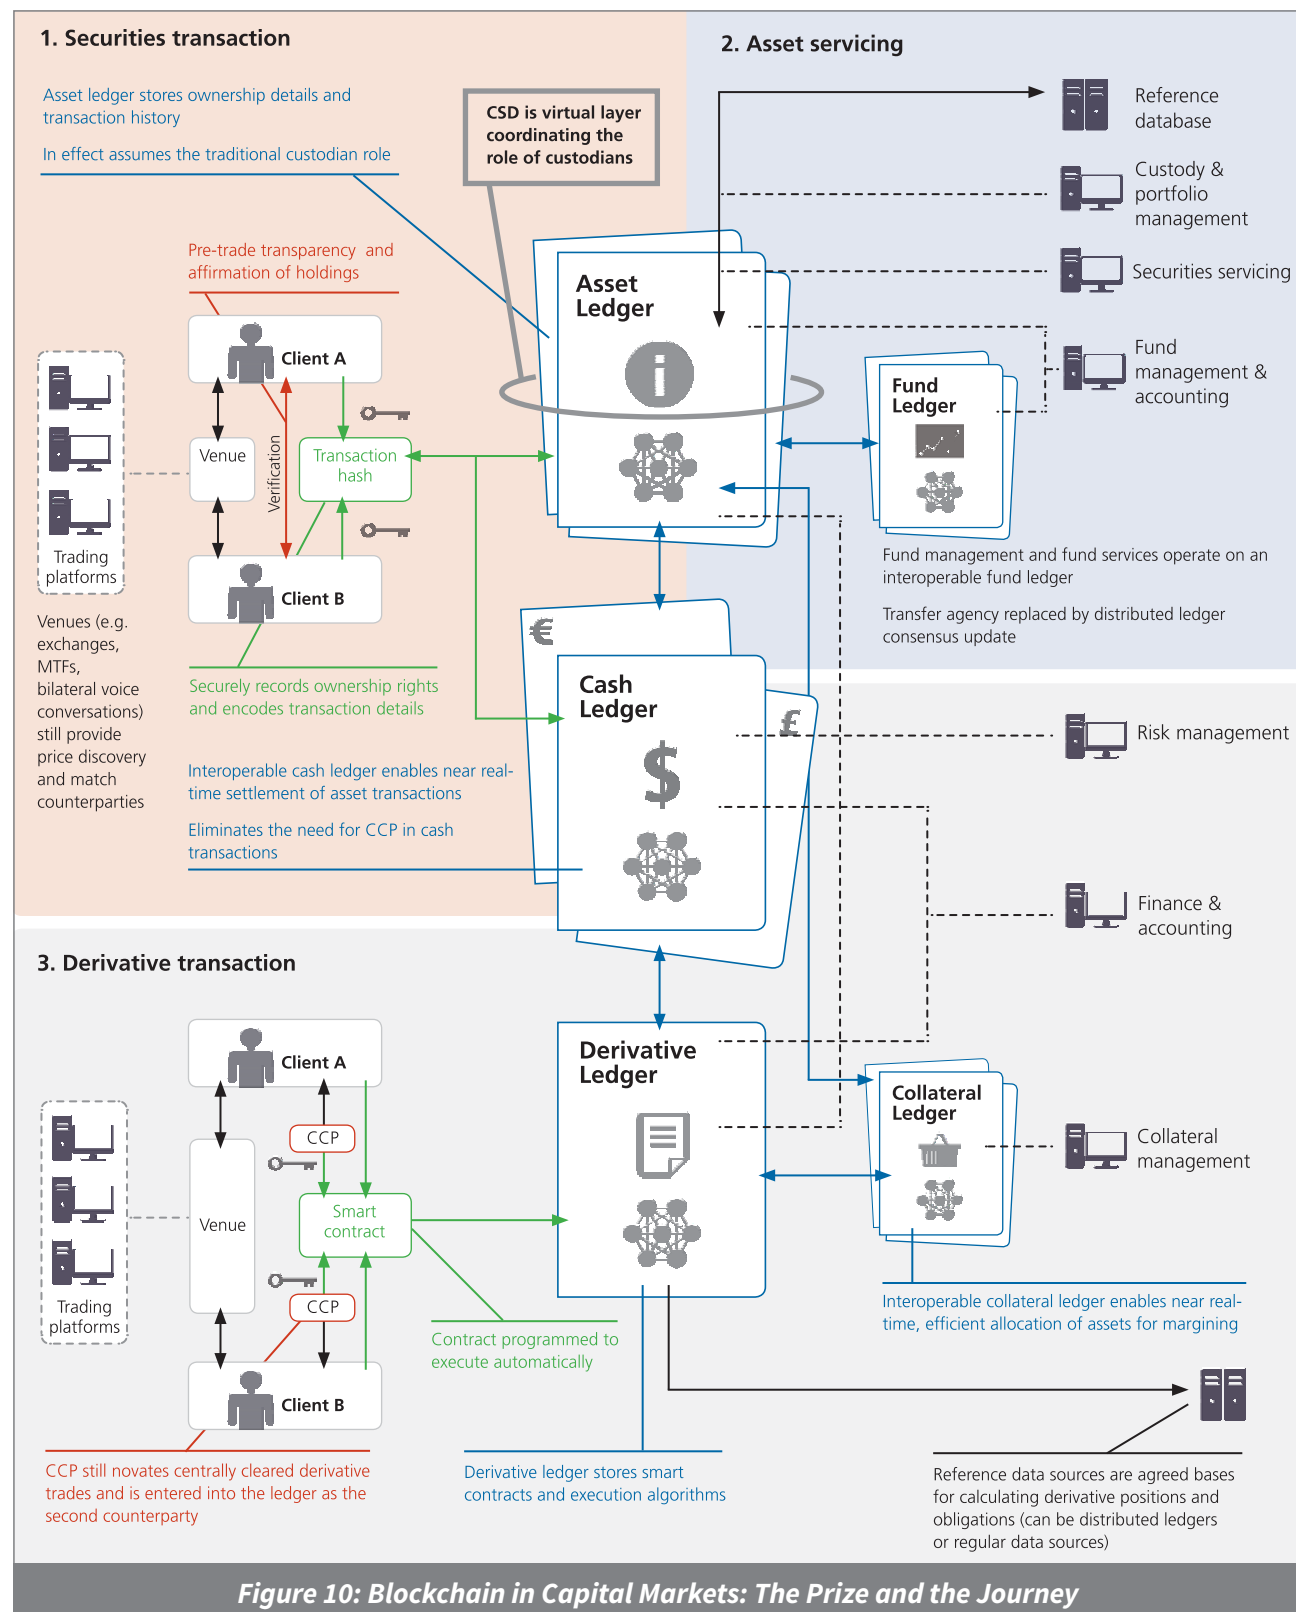 1. Securities transaction
Asset ledger stores ownership details and
transaction history
In effect assumes the traditional custodian role
CSD is virtual layer
coordinating the
role of custodians
Pre-trade transparency and
affirmation of holdings
Client A
Venue
Verification
Transaction
hash
Client B
Trading
platforms
Venues (e.g.
exchanges,
MTFs,
bilateral voice
conversations)
still provide
price discovery
and match
counterparties
Securely records ownership rights
and encodes transaction details
Interoperable cash ledger enables near real-
time settlement of asset transactions
Eliminates the need for CCP in cash
transactions
2. Asset servicing
Reference
database
Custody &
portfolio
management
Securities servicing
Fund
management &
accounting
Asset
Ledger
i
Fund
Ledger
Fund management and fund services operate on an
interoperable fund ledger
Transfer agency replaced by distributed ledger
consensus update
€
Cash
Ledger
£
$
Risk management
Finance &
accounting
3. Derivative transaction
Client A
CCP
Venue
Smart
contract
CCP
Client B
Trading
platforms
Contract programmed to
execute automatically
CCP still novates centrally cleared derivative
trades and is entered into the ledger as the
second counterparty
Derivative
Ledger
Derivative ledger stores smart
contracts and execution algorithms
Collateral
Ledger
Collateral
management
Interoperable collateral ledger enables near real-
time, efficient allocation of assets for margining
Reference data sources are agreed bases
for calculating derivative positions and
obligations (can be distributed ledgers
or regular data sources)
Figure 10: Blockchain in Capital Markets: The Prize and the Journey